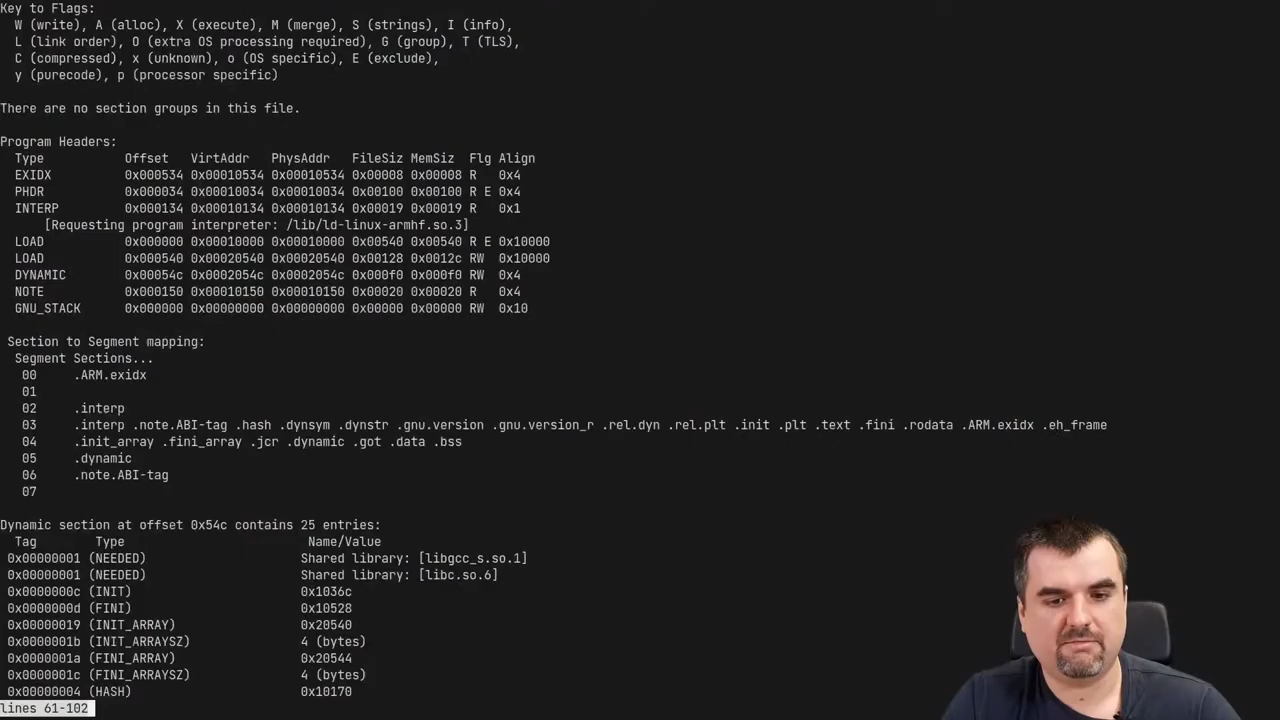 Key to Flags:
W (write), A (alloc), X (execute), M (merge), S (strings), I (info),
L (link order), O (extra OS processing required), G (group), T (TLS),
C (compressed), x (unknown), o (OS specific), E (exclude),
y (purecode), p (processor specific)
There are no section groups in this file.
Program Headers:
Type Offset VirtAddr PhysAddr FileSiz MemSiz Flg Align
EXIDX 0x000534 0x00010534 0x00010534 0x00008 0x00008 R 0x4
PHDR 0x000034 0x00010034 0x00010034 0x00100 0x00100 R E 0x4
INTERP 0x000134 0x00010134 0x00010134 0x00019 0x00019 R 0x1
[Requesting program interpreter: /lib/ld-linux-armhf.so.3]
LOAD 0x000000 0x00010000 0x00010000 0x00540 0x00540 R E 0x10000
LOAD 0x000540 0x00020540 0x00020540 0x00128 0x0012c RW 0x10000
DYNAMIC 0x00054c 0x0002054c 0x0002054c 0x000f0 0x000f0 RW 0x4
NOTE 0x000150 0x00010150 0x00010150 0x00020 0x00020 R 0x4
GNU_STACK 0x000000 0x00000000 0x00000000 0x00000 0x00000 RW 0x10
Section to Segment mapping:
Segment Sections...
00 .ARM.exidx
01
02 .interp
03 .interp .note.ABI-tag .hash .dynsym .dynstr .gnu.version .gnu.version_r .rel.dyn .rel.plt .init .plt .text .fini .rodata .ARM.exidx .eh_frame
04 .init_array .fini_array .jcr .dynamic .got .data .bss
05 .dynamic
06 .note.ABI-tag
07
Dynamic section at offset 0x54c contains 25 entries:
Tag Type Name/Value
0x00000001 (NEEDED) Shared library: [libgcc_s.so.1]
0x00000001 (NEEDED) Shared library: [libc.so.6]
0x0000000c (INIT) 0x1036c
0x0000000d (FINI) 0x10528
0x00000019 (INIT_ARRAY) 0x20540
0x0000001b (INIT_ARRAYSZ) 4 (bytes)
0x0000001a (FINI_ARRAY) 0x20544
0x0000001c (FINI_ARRAYSZ) 4 (bytes)
0x00000004 (HASH) 0x10170
lines 61-102